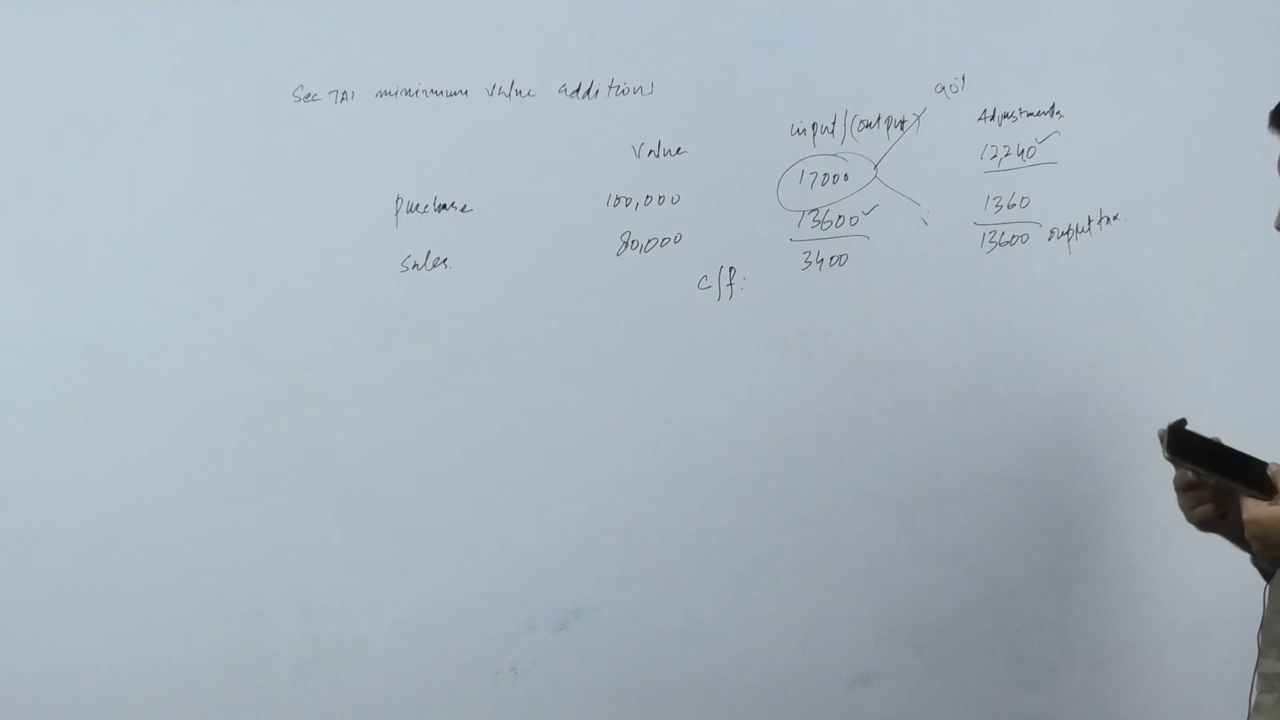 Sec 7A: minimum value additions
90%
value input/(output) Adjustments.
12,240 ✓
purchase 100,000 17000
1360
sales. 80,000 13600 ✓
13600 output tax.
c/f: 3400